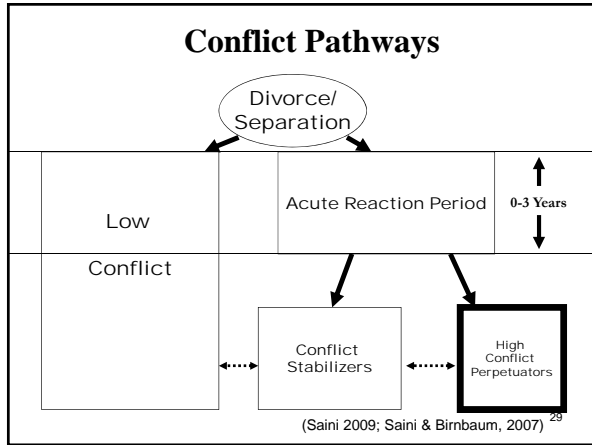 Conflict Pathways
Divorce/
Separation
Low
Conflict
Acute Reaction Period
0-3 Years
Conflict
Stabilizers
High
Conflict
Perpetuators
(Saini 2009; Saini & Birnbaum, 2007)
29